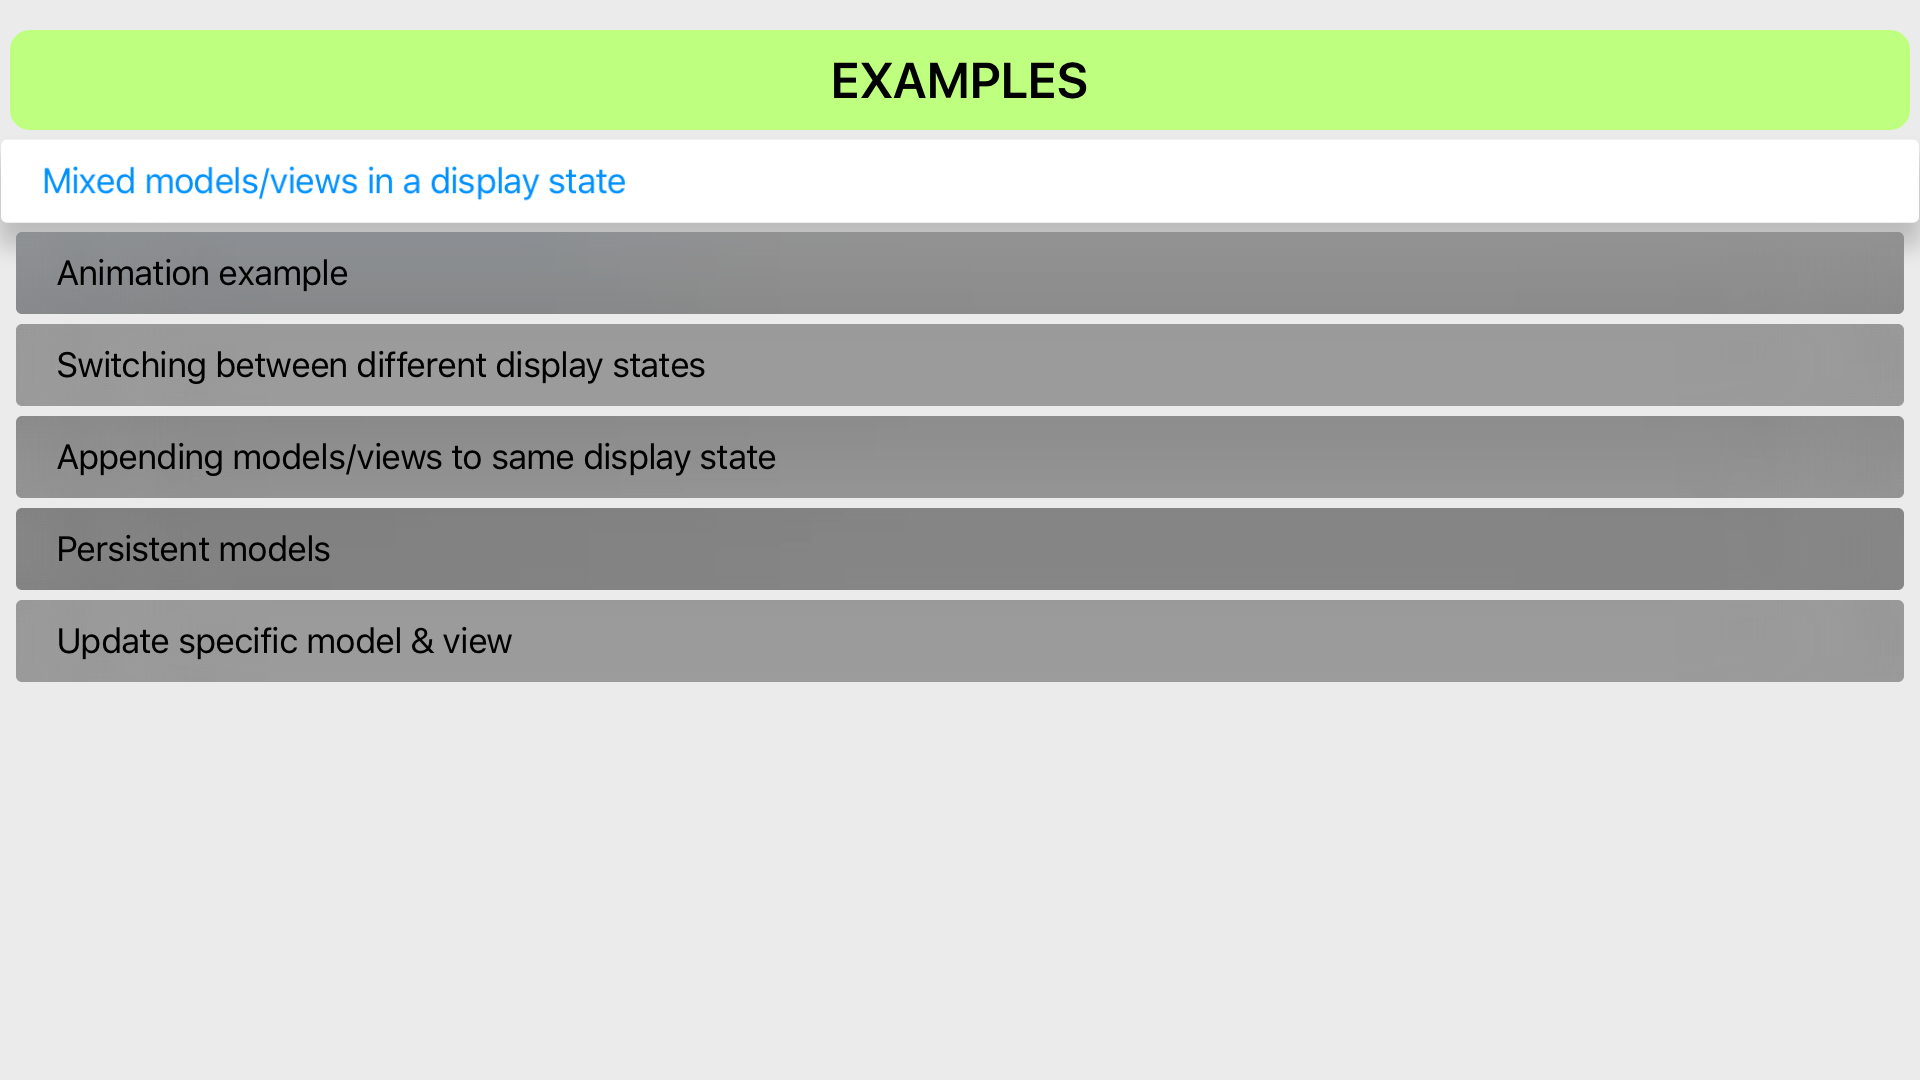 EXAMPLES
Mixed models/views in a display state
Animation example
Switching between different display states
Appending models/views to same display state
Persistent models
Update specific model & view